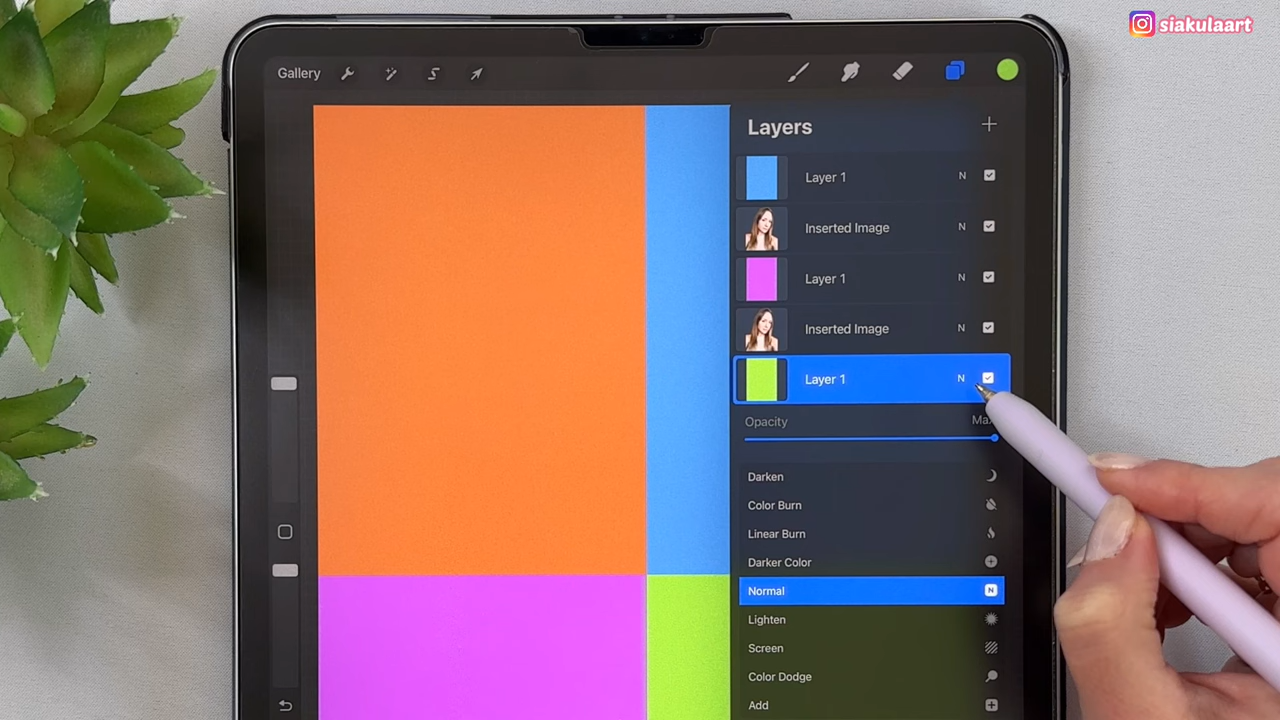 siakulaart
Gallery
Layers
Layer 1 N
Inserted Image N
Layer 1 N
Inserted Image N
Layer 1 N
Opacity Max
Darken
Color Burn
Linear Burn
Darker Color
Normal N
Lighten
Screen
Color Dodge
Add